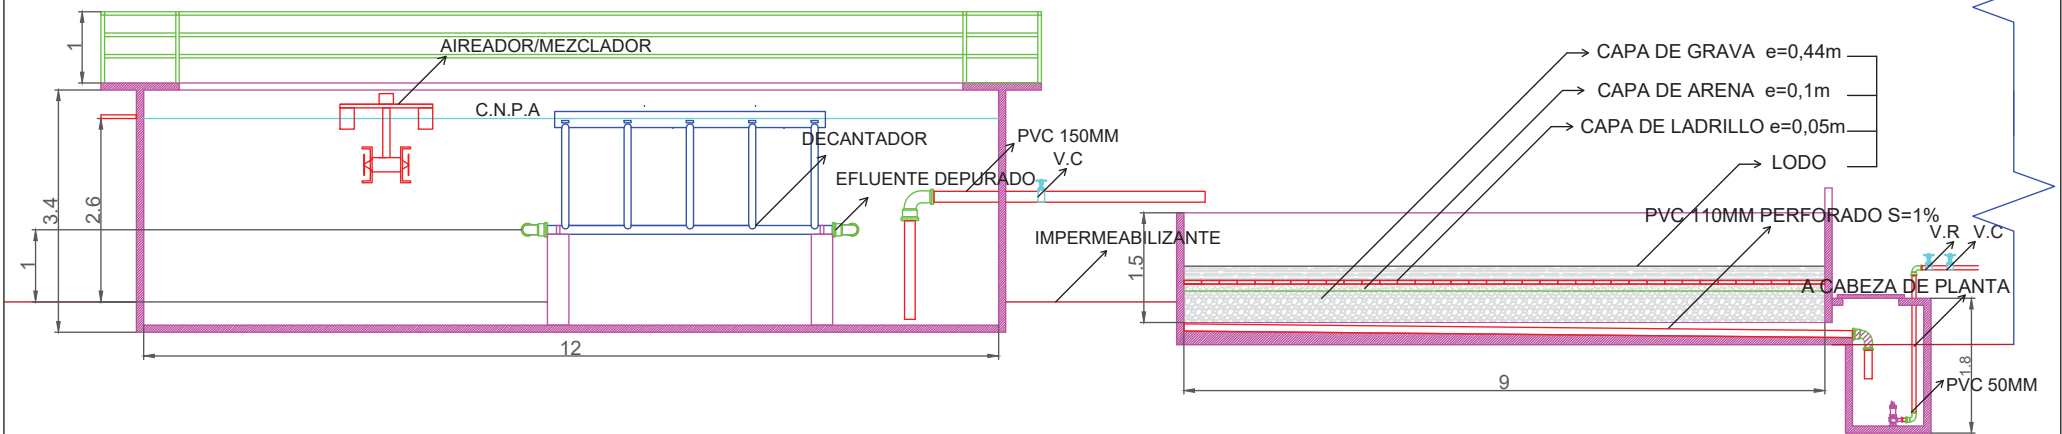 1
AIREADOR/MEZCLADOR
C.N.P.A
DECANTADOR
PVC 150MM
V.C
EFLUENTE DEPURADO
3.4
2.6
1
12
IMPERMEABILIZANTE
CAPA DE GRAVA e=0,44m
CAPA DE ARENA e=0,1m
CAPA DE LADRILLO e=0,05m
LODO
PVC 110MM PERFORADO S=1%
V.R V.C
1.5
A CABEZA DE PLANTA
9
1.8
PVC 50MM